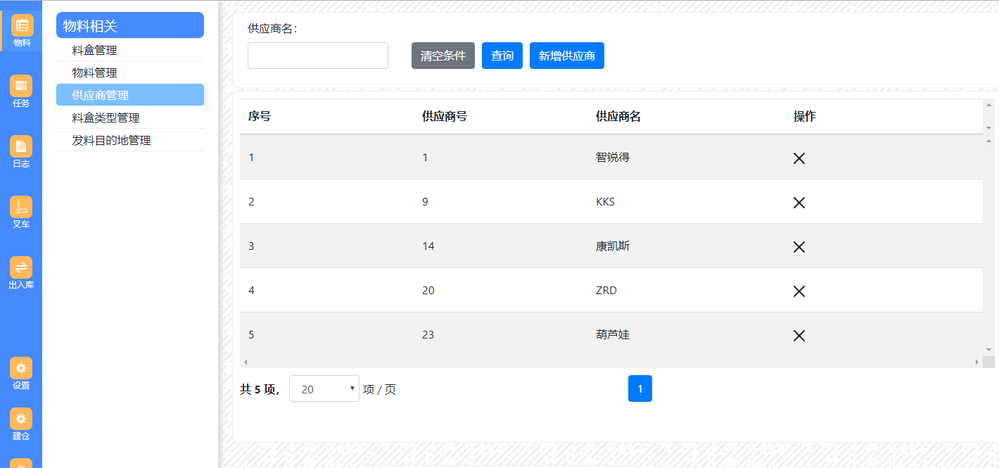 物料
任务
日志
叉车
出入库
设置
建仓
物料相关
料盒管理
物料管理
供应商管理
料盒类型管理
发料目的地管理
供应商名:
清空条件 查询 新增供应商
序号 供应商号 供应商名 操作
1 1 智锐得
2 9 KKS
3 14 康凯斯
4 20 ZRD
5 23 葫芦娃
共 5 项, 20 项 / 页 1